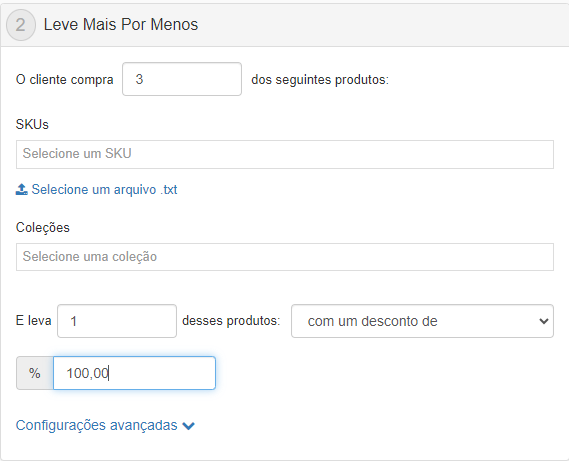 2 Leve Mais Por Menos
O cliente compra 3 dos seguintes produtos:
SKUs
Selecione um SKU
Selecione um arquivo .txt
Coleções
Selecione uma coleção
E leva 1 desses produtos: com um desconto de
% 100,00
Configurações avançadas